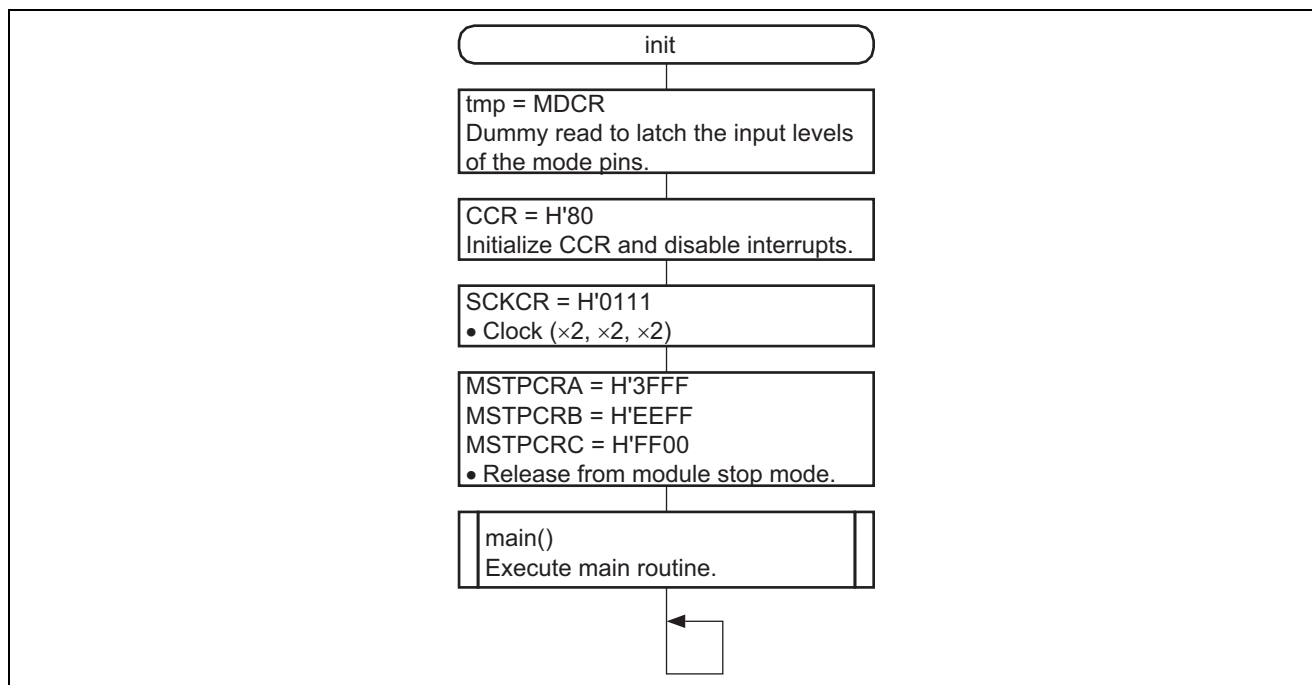 init
tmp = MDCR
Dummy read to latch the input levels
of the mode pins.
CCR = H'80
Initialize CCR and disable interrupts.
SCKCR = H'0111
• Clock (×2, ×2, ×2)
MSTPCRA = H'3FFF
MSTPCRB = H'EEFF
MSTPCRC = H'FF00
• Release from module stop mode.
main()
Execute main routine.